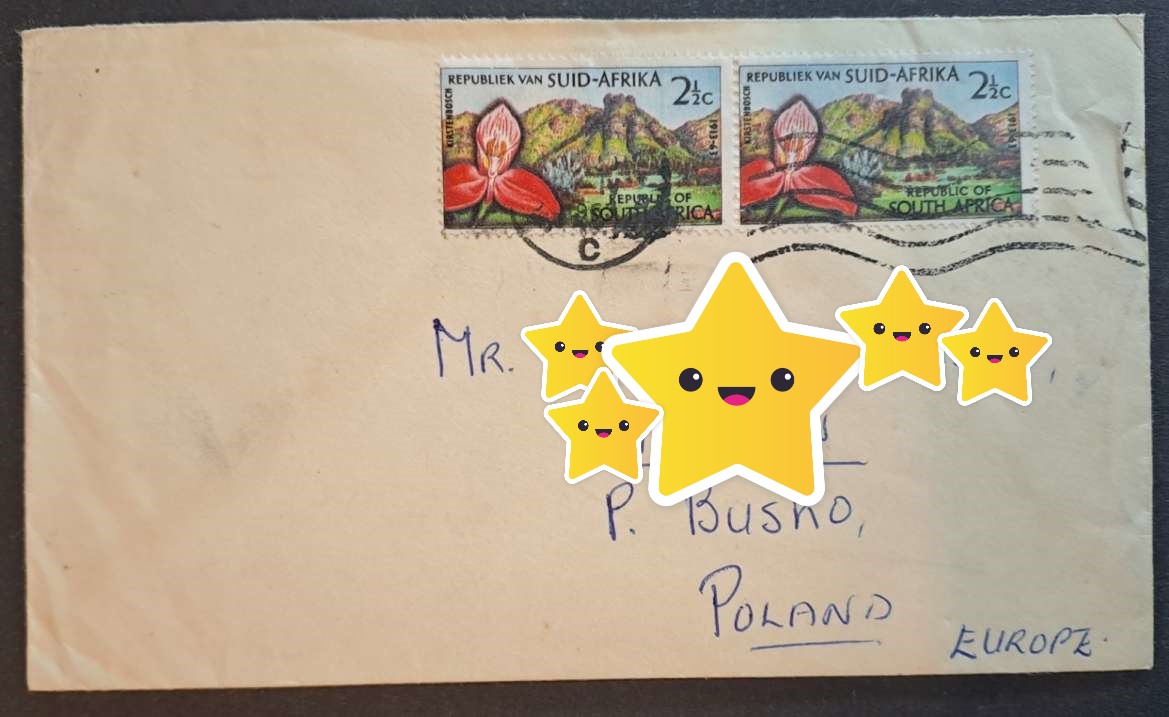 REPUBLIEK VAN SUID-AFRIKA 2½C
KIRSTENBOSCH
1913-63
REPUBLIC OF
SOUTH AFRICA
REPUBLIEK VAN SUID-AFRIKA 2½C
KIRSTENBOSCH
1913-63
REPUBLIC OF
SOUTH AFRICA
C
MR.
P. BUSKO,
POLAND
EUROPE.